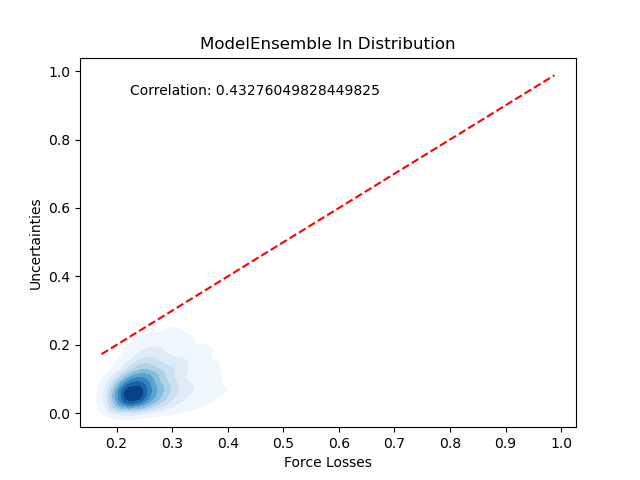 ModelEnsemble In Distribution
Correlation: 0.43276049828449825
Uncertainties
1.0
0.8
0.6
0.4
0.2
0.0
0.2 0.3 0.4 0.5 0.6 0.7 0.8 0.9 1.0
Force Losses